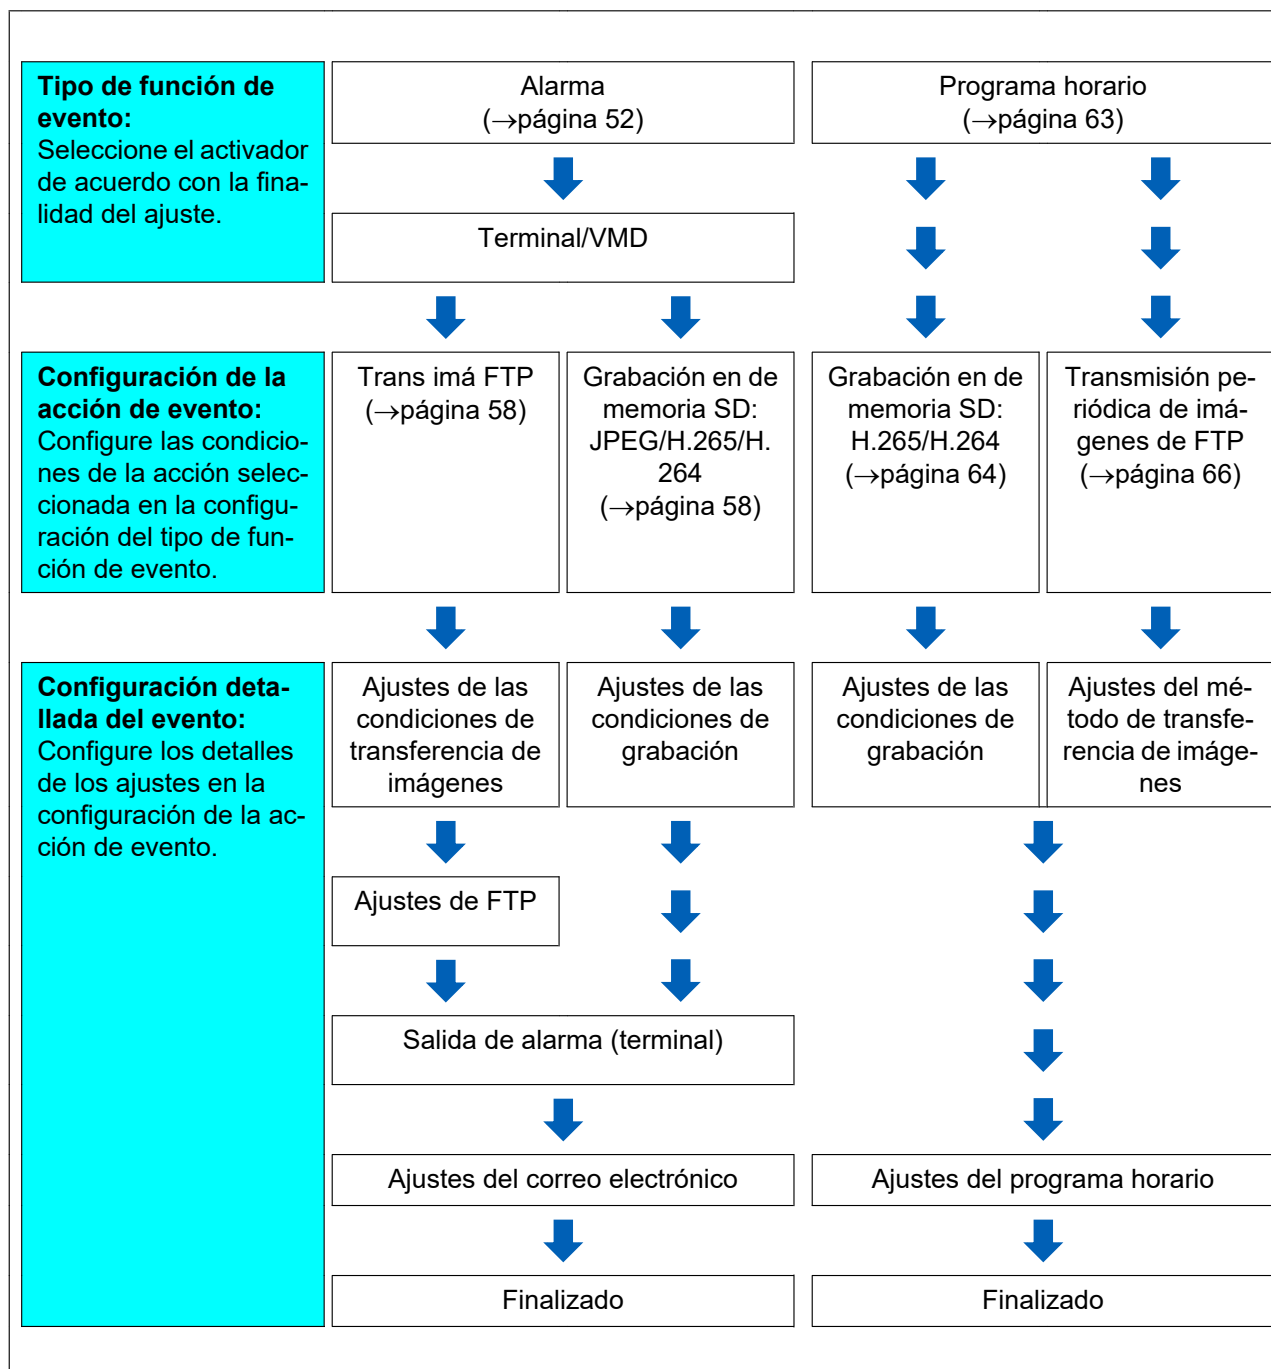 Tipo de función de
evento:
Seleccione el activador
de acuerdo con la fina-
lidad del ajuste.
Alarma
(→página 52)
Programa horario
(→página 63)
Terminal/VMD
Configuración de la
acción de evento:
Configure las condicio-
nes de la acción selec-
cionada en la configu-
ración del tipo de fun-
ción de evento.
Trans imá FTP
(→página 58)
Grabación en de
memoria SD:
JPEG/H.265/H.
264
(→página 58)
Grabación en de
memoria SD:
H.265/H.264
(→página 64)
Transmisión pe-
riódica de imá-
genes de FTP
(→página 66)
Configuración deta-
llada del evento:
Configure los detalles
de los ajustes en la
configuración de la ac-
ción de evento.
Ajustes de las
condiciones de
transferencia de
imágenes
Ajustes de las
condiciones de
grabación
Ajustes de las
condiciones de
grabación
Ajustes del mé-
todo de transfe-
rencia de imáge-
nes
Ajustes de FTP
Salida de alarma (terminal)
Ajustes del correo electrónico
Ajustes del programa horario
Finalizado
Finalizado